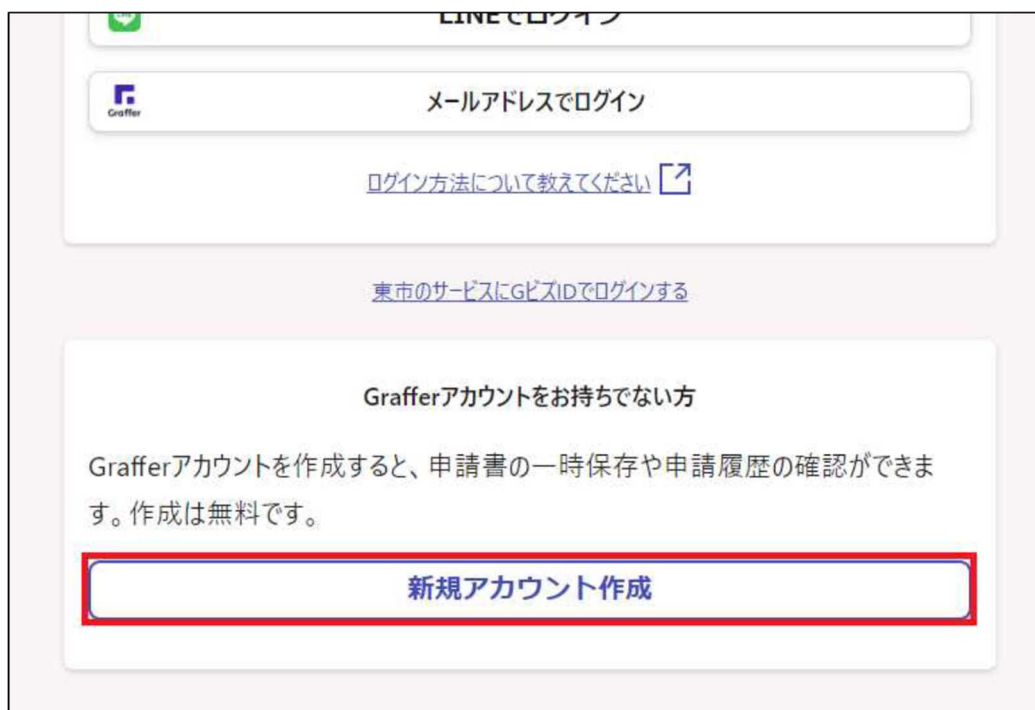 LINEでログイン
Graffer
メールアドレスでログイン
ログイン方法について教えてください
東市のサービスにGビズIDでログインする
Grafferアカウントをお持ちでない方
Grafferアカウントを作成すると、申請書の一時保存や申請履歴の確認ができま
す。作成は無料です。
新規アカウント作成